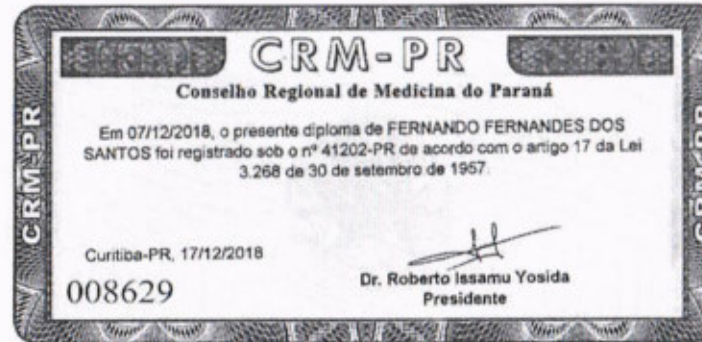 CRM-PR
Conselho Regional de Medicina do Paraná
Em 07/12/2018, o presente diploma de FERNANDO FERNANDES DOS
SANTOS foi registrado sob o nº 41202-PR de acordo com o artigo 17 da Lei
3.268 de 30 de setembro de 1957.
Curitiba-PR, 17/12/2018
008629
Dr. Roberto Issamu Yosida
Presidente
CRM-PR
CRM-PR